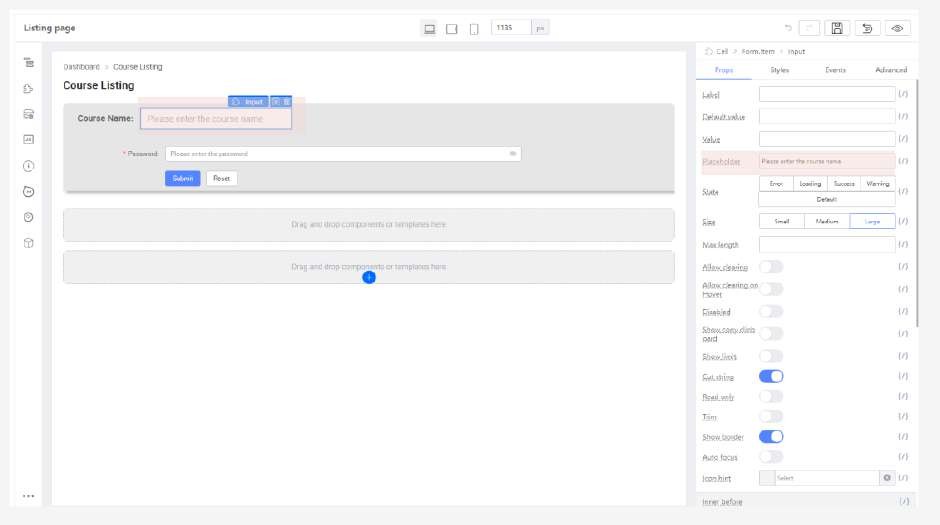 Listing page
1135 px
Dashboard > Course Listing
Course Listing
Input
Course Name: Please enter the course name
* Password: Please enter the password
Submit Reset
Drag and drop components or templates here
Drag and drop components or templates here
Cell > Form.Item > Input
Props Styles Events Advanced
Label {/}
Default value {/}
Value {/}
Placeholder Please enter the course name {/}
State Error Loading Success Warning {/}
Default
Size Small Medium Large {/}
Max length {/}
Allow clearing {/}
Allow clearing on {/}
Hover
Disabled {/}
Show copy clipb {/}
oard
Show limit {/}
Cut string {/}
Read only {/}
Trim {/}
Show border {/}
Auto focus {/}
Icon hint Select {/}
Inner before {/}